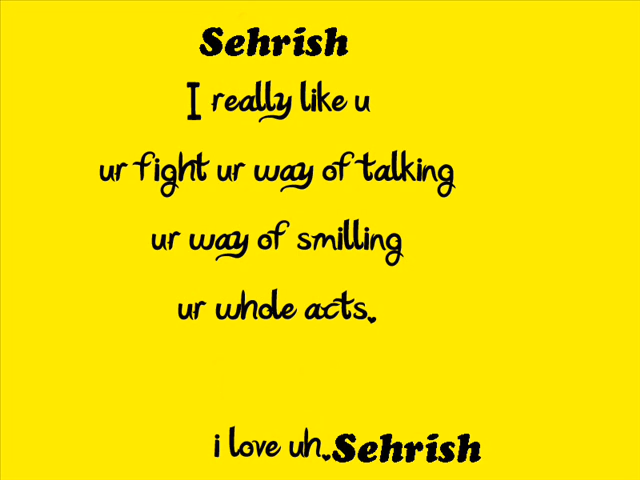 Sehrish
I really like u
ur fight ur way of talking
ur way of smilling
ur whole acts.
i love uh.Sehrish